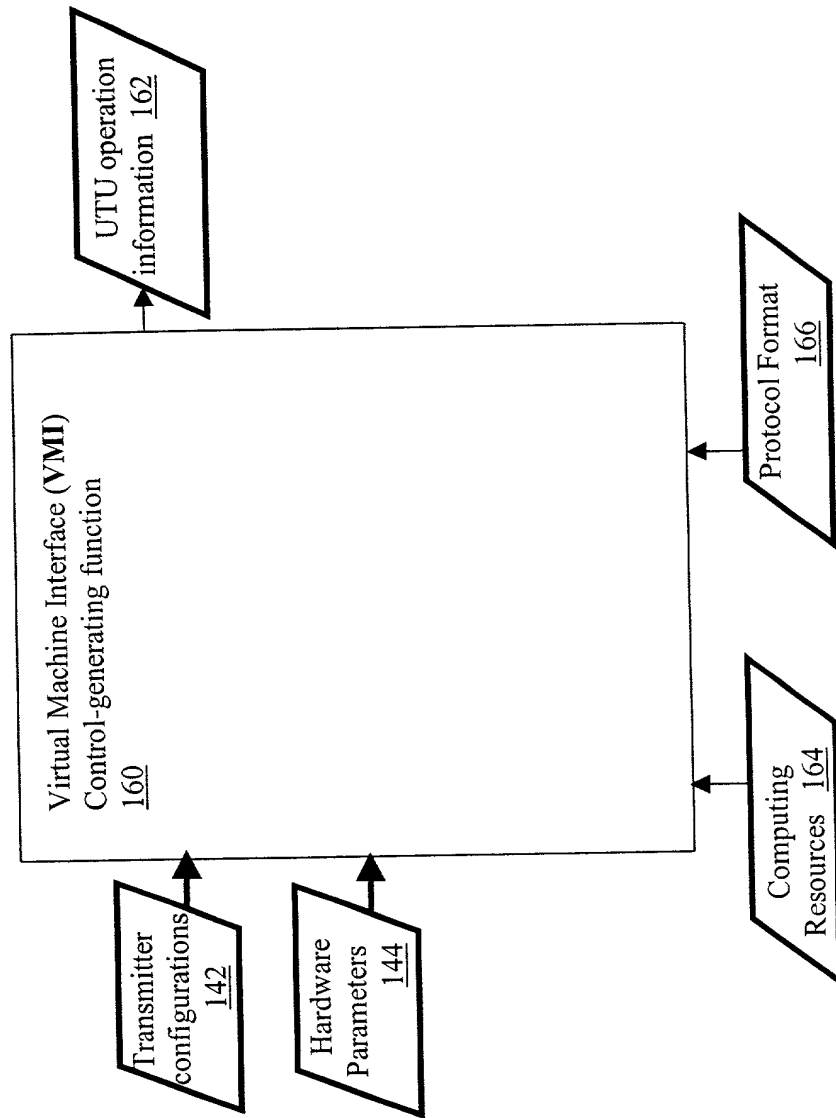 Virtual Machine Interface (VMI)
Control-generating function
160
Transmitter
configurations
142
Hardware
Parameters
144
UTU operation
information 162
Computing
Resources 164
Protocol Format
166